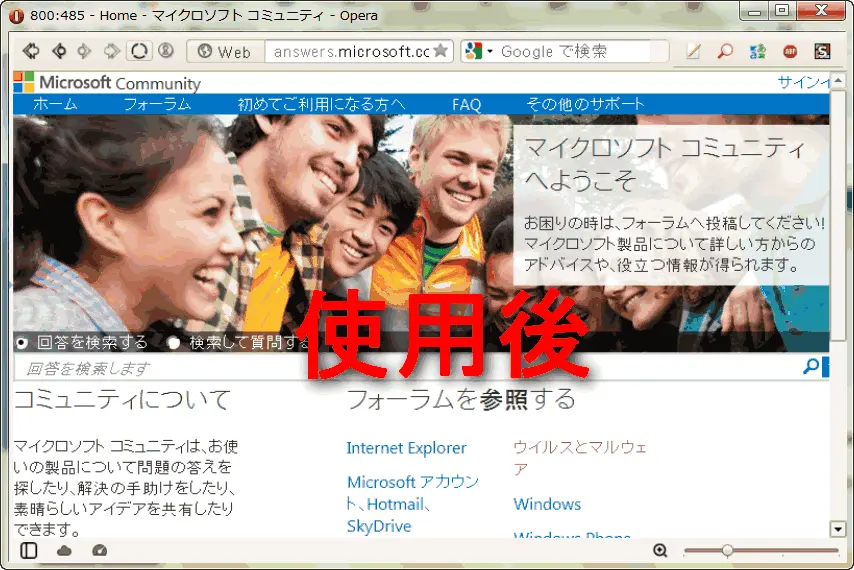 800:485 - Home - マイクロソフト コミュニティ - Opera
Web
answers.microsoft.cc
Google で検索
ABP
S
Microsoft Community
サインイ
ホーム
フォーラム
初めてご利用になる方へ
FAQ
その他のサポート
マイクロソフト コミュニティ
へようこそ
お困りの時は、フォーラムへ投稿してください!
マイクロソフト製品について詳しい方からの
アドバイスや、役立つ情報が得られます。
使用後
回答を検索する
検索して質問する
回答を検索します
コミュニティについて
マイクロソフト コミュニティは、お使
いの製品について問題の答えを
探したり、解決の手助けをしたり、
素晴らしいアイデアを共有したり
できます。
フォーラムを参照する
Internet Explorer
Microsoft アカウン
ト、Hotmail、
SkyDrive
ウイルスとマルウェ
ア
Windows
Windows Phone